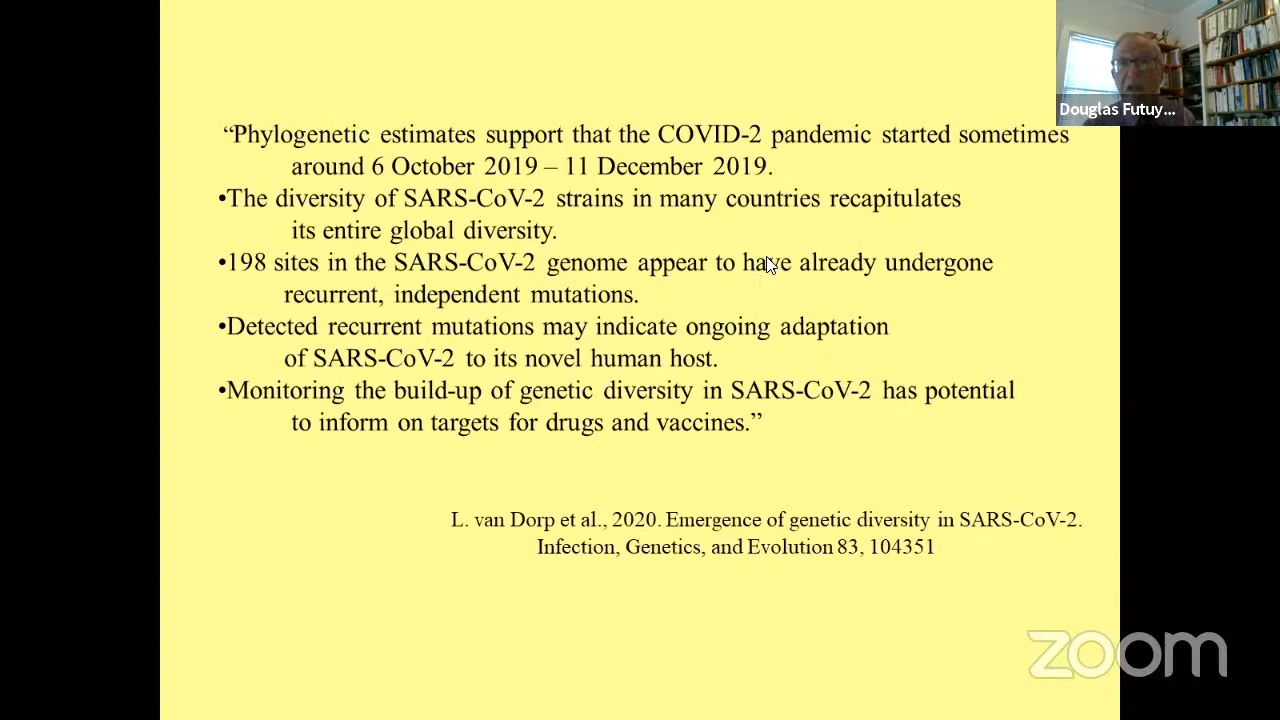 “Phylogenetic estimates support that the COVID-2 pandemic started sometimes
around 6 October 2019 – 11 December 2019.
•The diversity of SARS-CoV-2 strains in many countries recapitulates
its entire global diversity.
•198 sites in the SARS-CoV-2 genome appear to have already undergone
recurrent, independent mutations.
•Detected recurrent mutations may indicate ongoing adaptation
of SARS-CoV-2 to its novel human host.
•Monitoring the build-up of genetic diversity in SARS-CoV-2 has potential
to inform on targets for drugs and vaccines.”
L. van Dorp et al., 2020. Emergence of genetic diversity in SARS-CoV-2.
Infection, Genetics, and Evolution 83, 104351
Douglas Futuy...
zoom